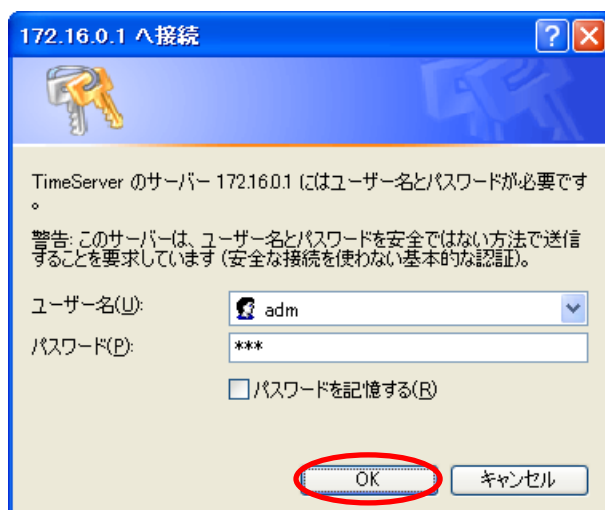 172.16.0.1 へ接続
TimeServer のサーバー 172.16.0.1 にはユーザー名とパスワードが必要です
。
警告: このサーバーは、ユーザー名とパスワードを安全ではない方法で送信
することを要求しています (安全な接続を使わない基本的な認証)。
ユーザー名(U):
adm
パスワード(P):
***
パスワードを記憶する(R)
OK キャンセル